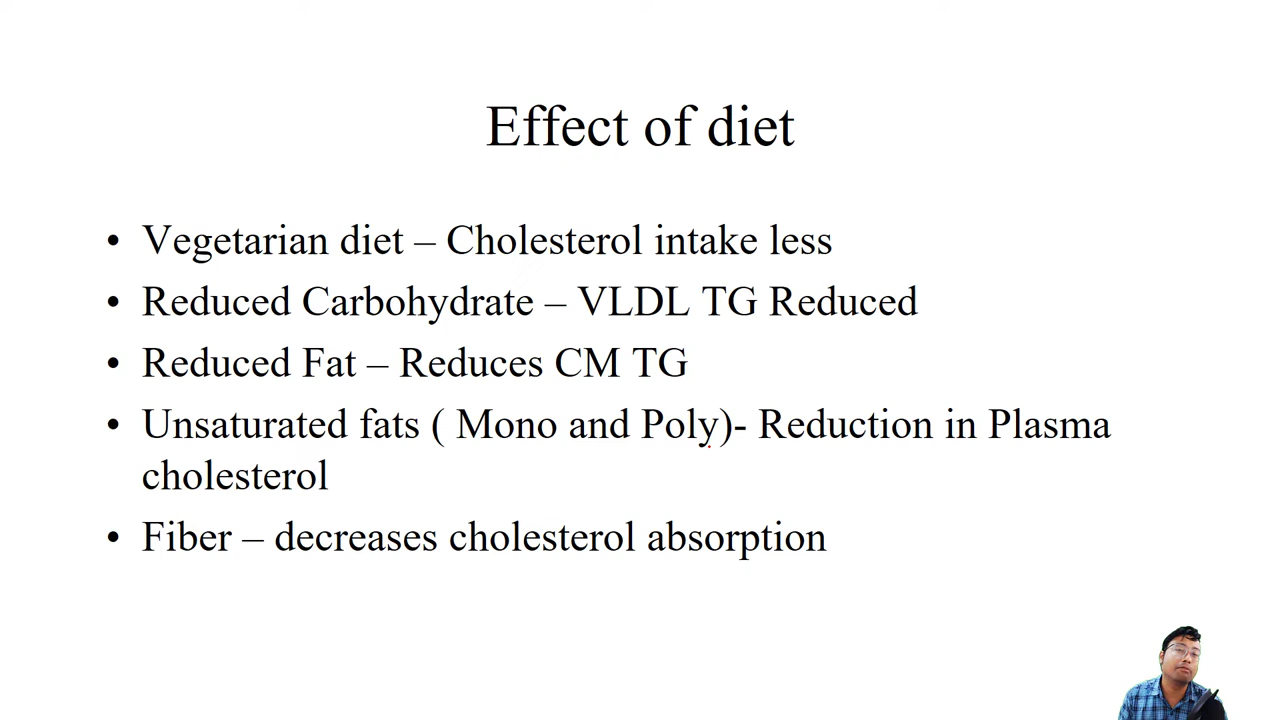 Effect of diet
• Vegetarian diet – Cholesterol intake less
• Reduced Carbohydrate – VLDL TG Reduced
• Reduced Fat – Reduces CM TG
• Unsaturated fats ( Mono and Poly)- Reduction in Plasma
cholesterol
• Fiber – decreases cholesterol absorption